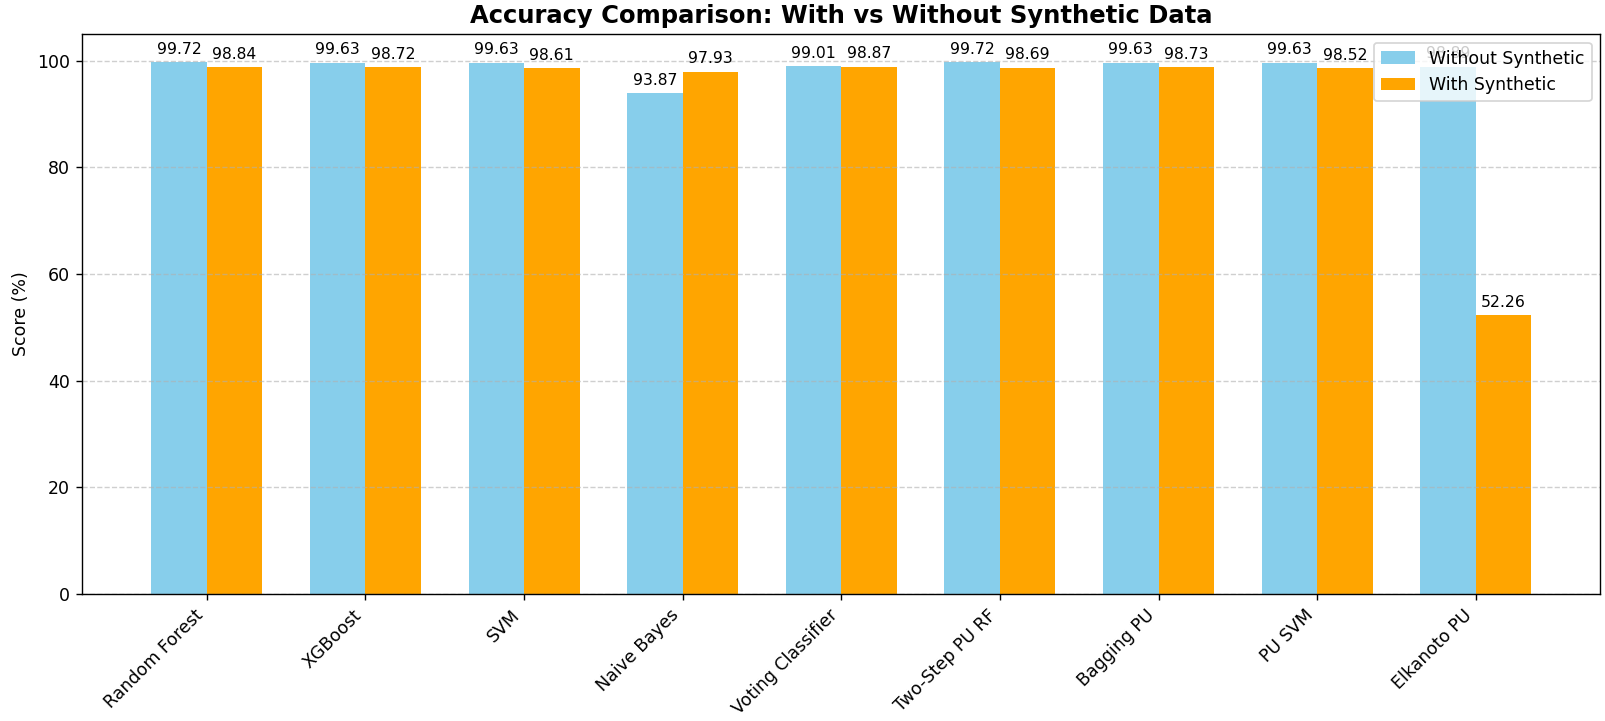 Accuracy Comparison: With vs Without Synthetic Data
99.72 98.84 99.63 98.72 99.63 98.61 93.87 97.93 99.01 98.87 99.72 98.69 99.63 98.73 99.63 98.52 52.26
Without Synthetic
With Synthetic
Score (%)
100
80
60
40
20
0
Random Forest
XGBoost
SVM
Naive Bayes
Voting Classifier
Two-Step PU RF
Bagging PU
PU SVM
Elkanoto PU